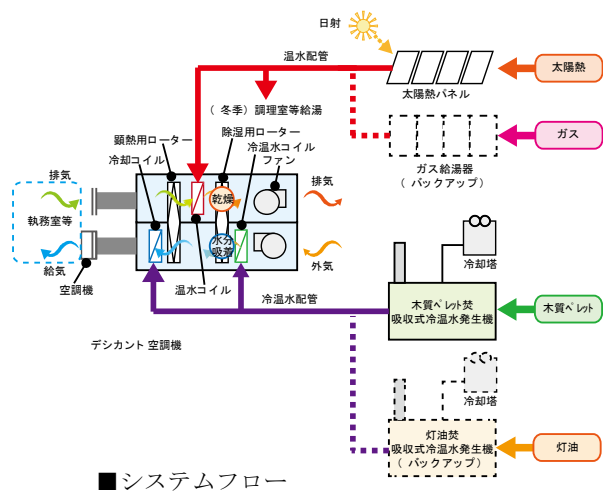 日射
温水配管
太陽熱
太陽熱パネル
（ 冬季 ）調理室等給湯
ガス
顕熱用ローター
除湿用ローター
冷却コイル
冷温水コイル
ファン
ガス給湯器
（ バックアップ ）
排気
排気
執務室等
乾燥
水分
吸着
給気
外気
空調機
温水コイル
冷温水配管
冷却塔
木質ペレット焚
吸収式冷温水発生機
木質ペレット
デシカント 空調機
冷却塔
灯油焚
吸収式冷温水発生機
（ バックアップ ）
灯油
■システムフロー